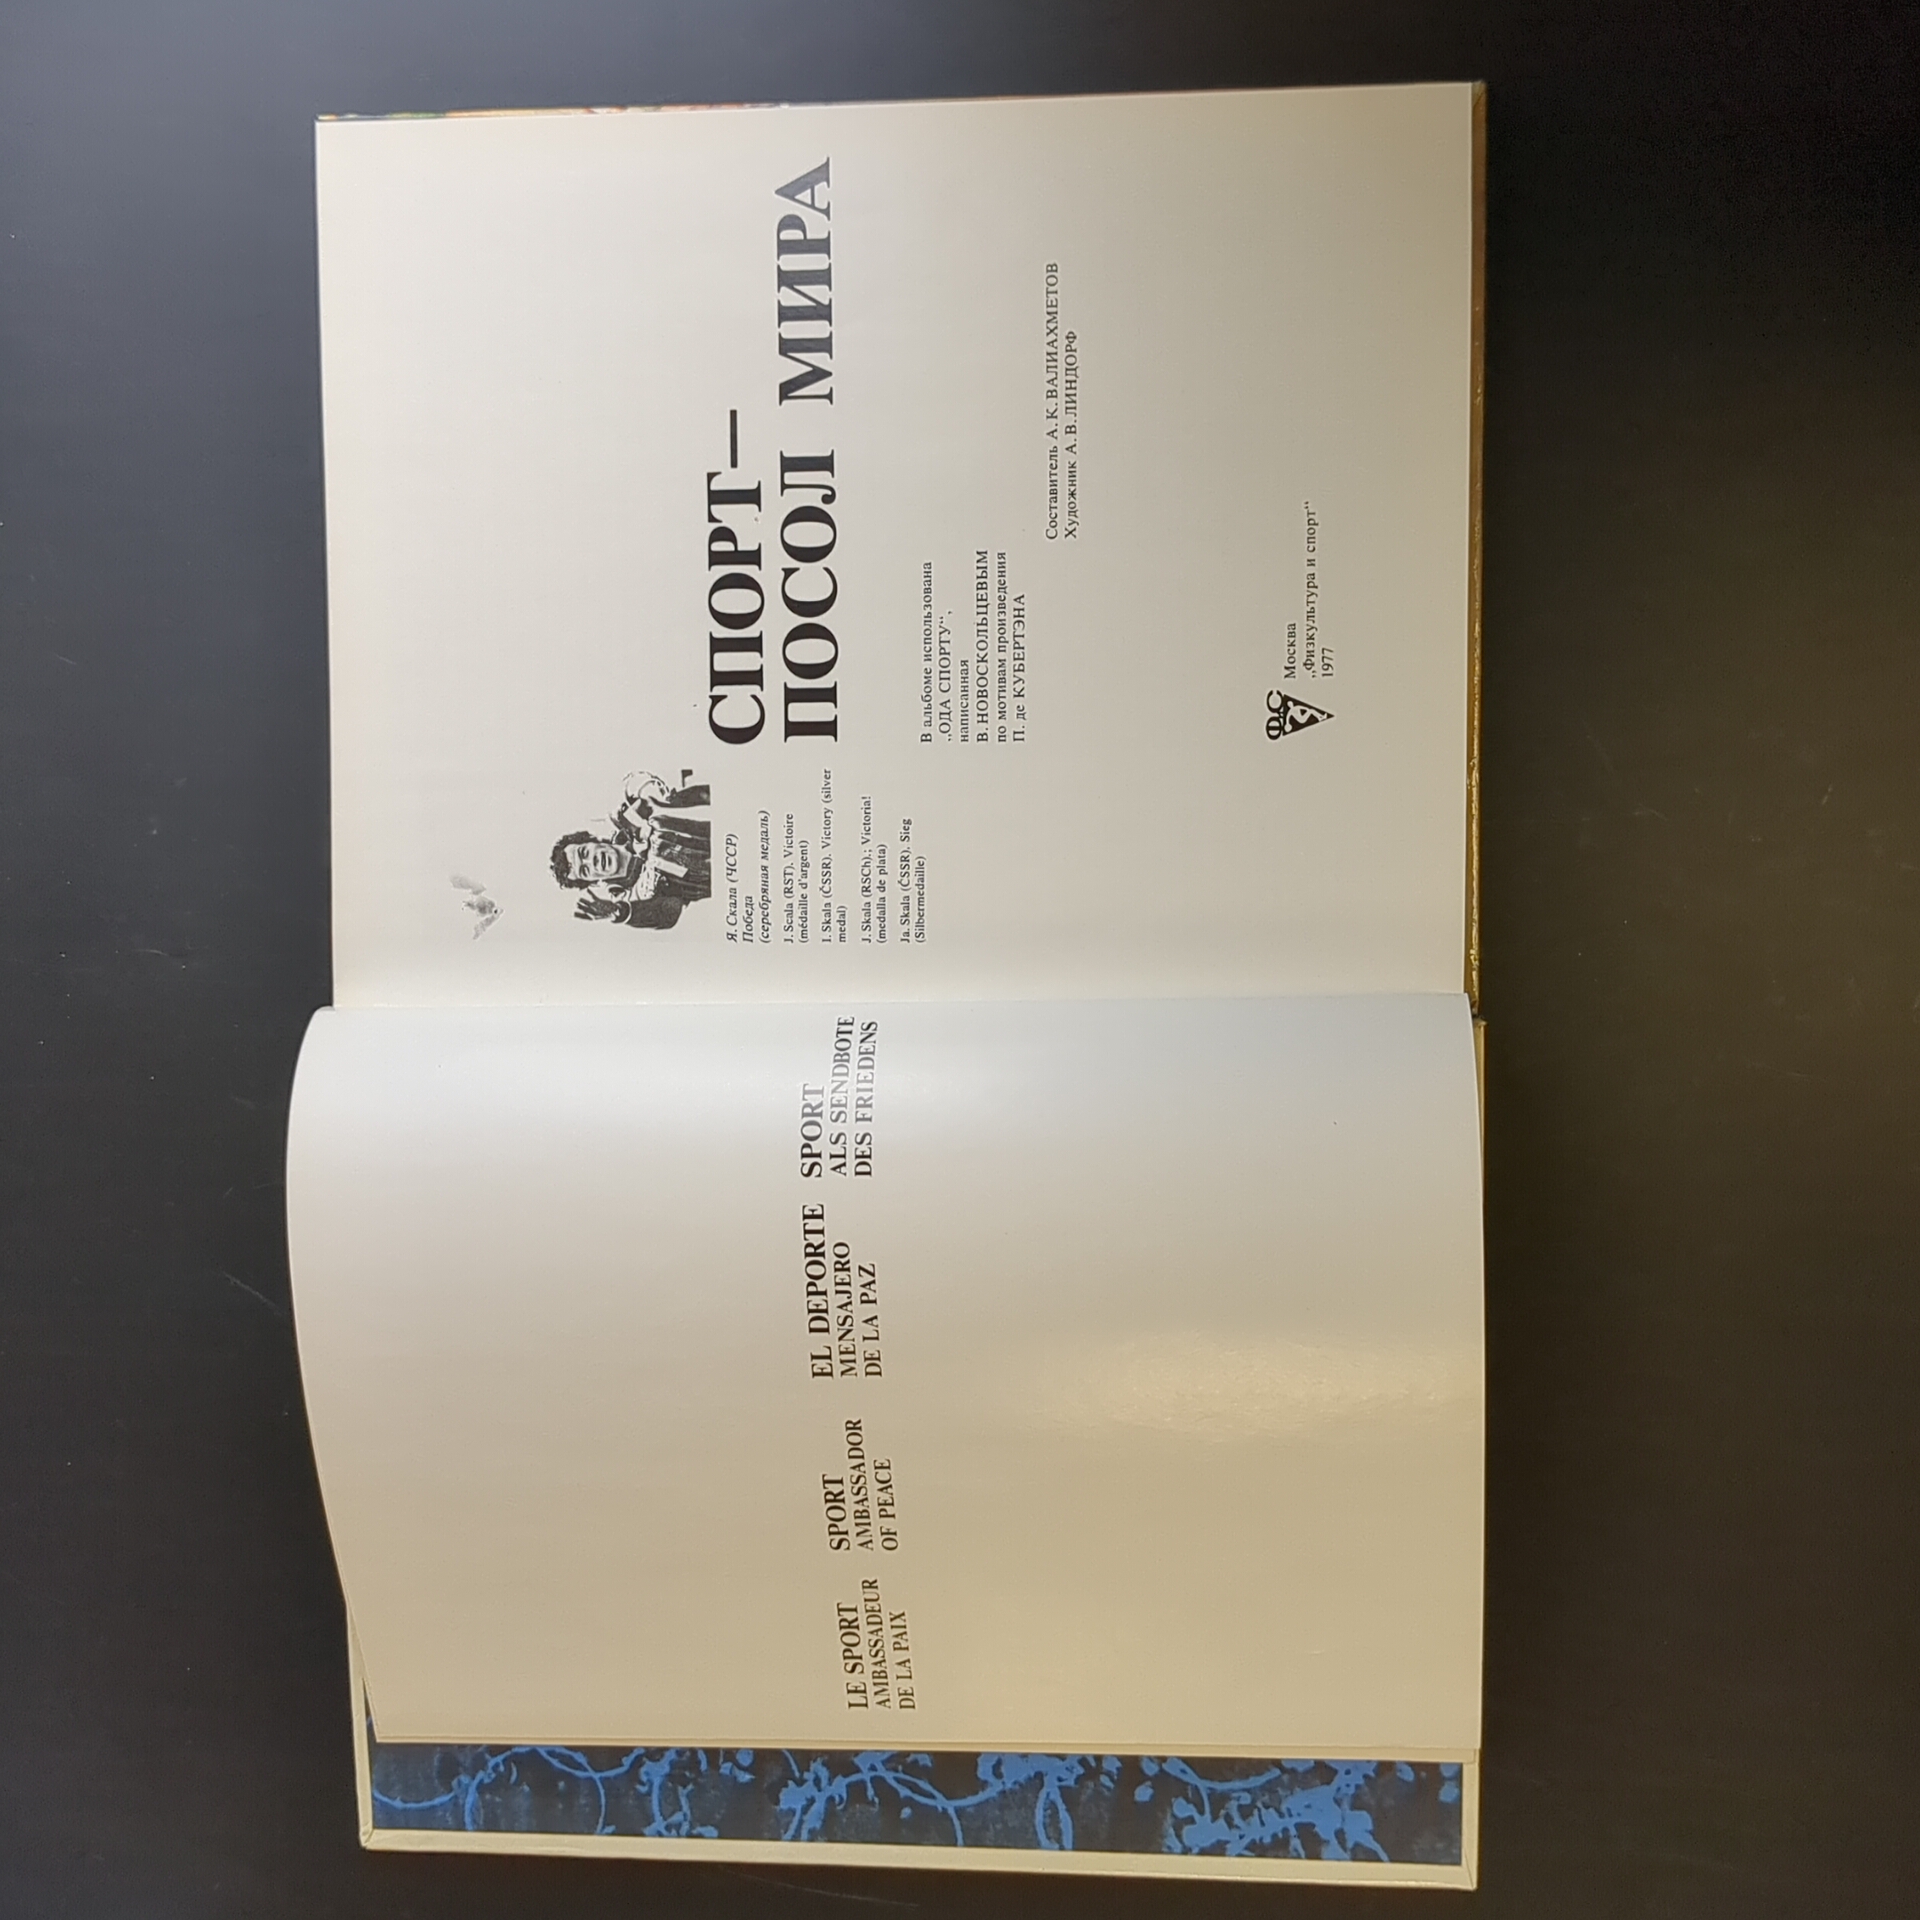 LE SPORT
AMBASSADEUR
DE LA PAIX
SPORT
AMBASSADOR
OF PEACE
EL DEPORTE
MENSAJERO
DE LA PAZ
SPORT
ALS SENDBOTE
DES FRIEDENS
Я. Скала (ЧССР)
Победа
(серебряная медаль)
J. Scala (RST). Victoire
(médaille d'argent)
I. Skala (ČSSR). Victory (silver
medal)
J. Skala (RSCh).; Victoria!
(medalla de plata)
Ja. Skala (ČSSR). Sieg
(Silbermedaille)
СПОРТ—
ПОСОЛ МИРА
В альбоме использована
„ОДА СПОРТУ“,
написанная
В. НОВОСКОЛЬЦЕВЫМ
по мотивам произведения
П. де КУБЕРТЭНА
Составитель А. К. ВАЛИАХМЕТОВ
Художник А. В. ЛИНДОРФ
ФиС
Москва
„Физкультура и спорт“
1977